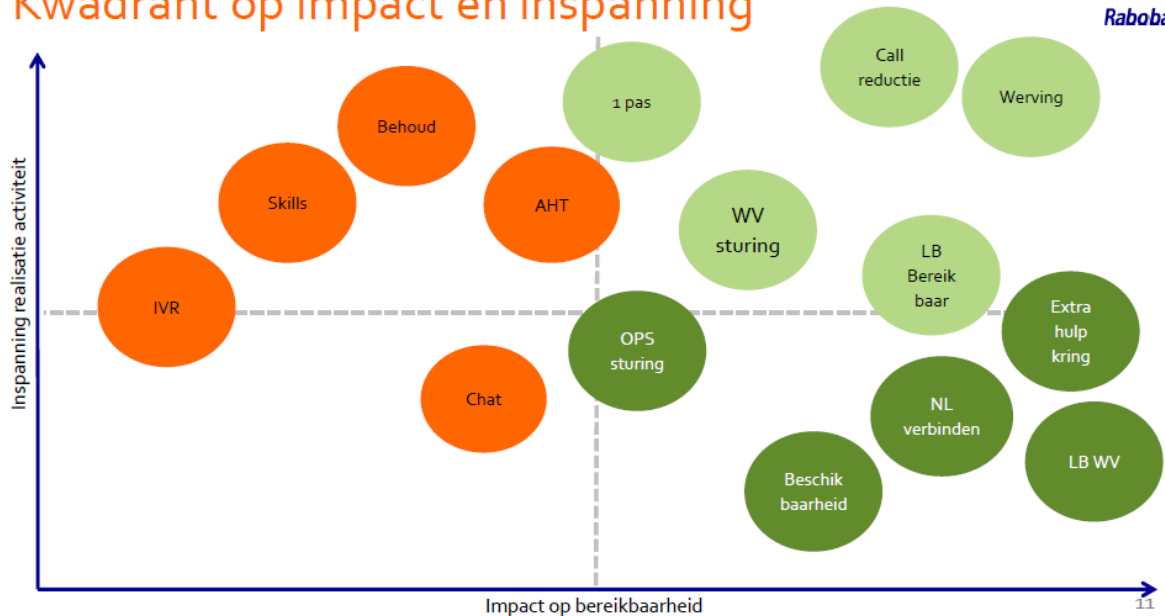 Kwadrant op impact en inspanning
Raboba
Call
reductie
Werving
1 pas
Behoud
Skills
AHT
WV
sturing
LB
Bereik
baar
IVR
Extra
hulp
kring
OPS
sturing
Chat
NL
verbinden
LB WV
Beschik
baarheid
Inspanning realisatie activiteit
Impact op bereikbaarheid
11